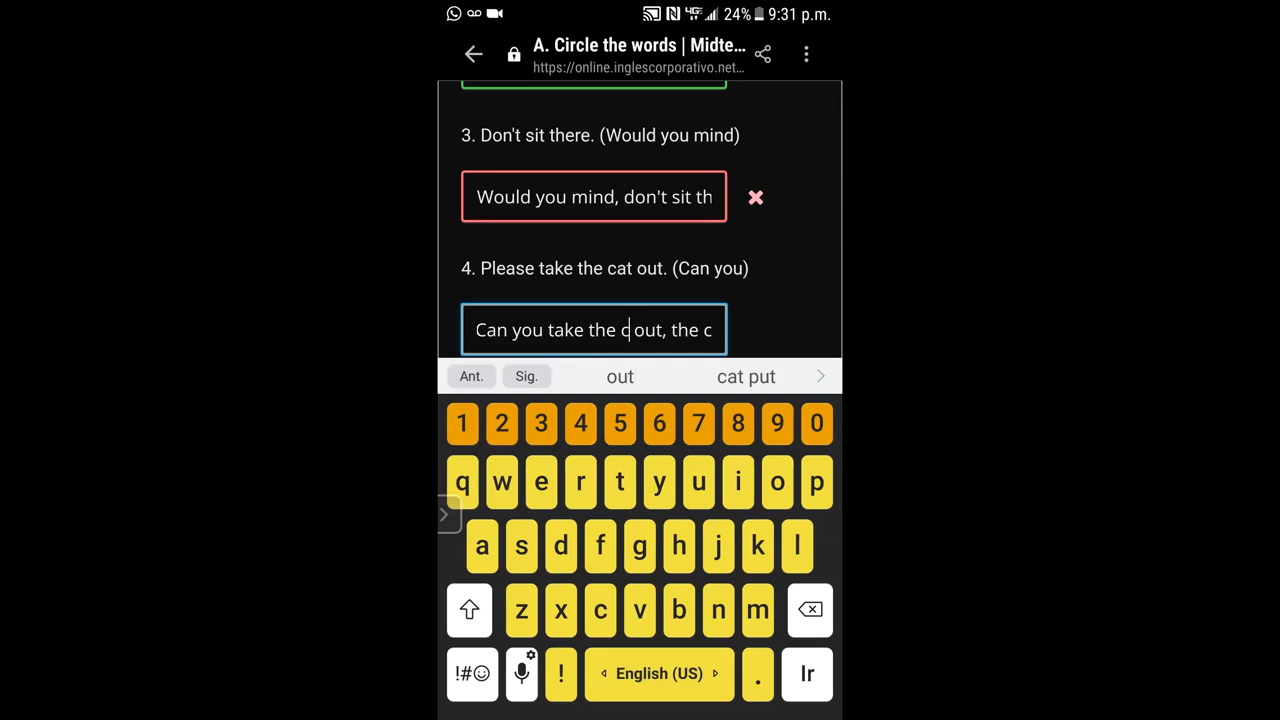 24% 9:31 p.m.
A. Circle the words | Midte...
https://online.inglescorporativo.net...
3. Don't sit there. (Would you mind)
Would you mind, don't sit th
4. Please take the cat out. (Can you)
Can you take the c out, the c
Ant. Sig. out cat put
1 2 3 4 5 6 7 8 9 0
q w e r t y u i o p
a s d f g h j k l
z x c v b n m
!#☺ ! English (US) . Ir